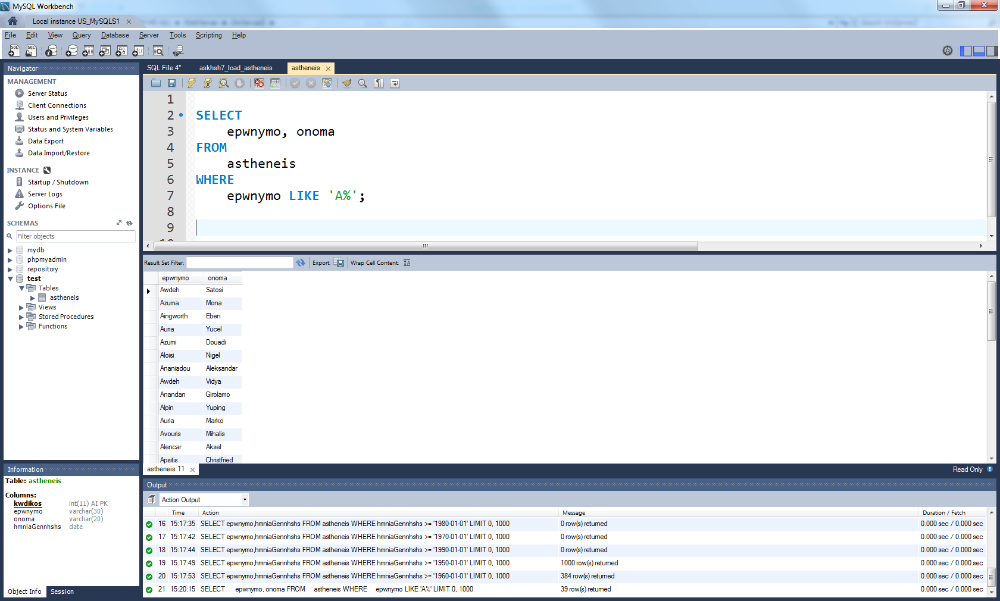 MySQL Workbench
Local instance US_MySQLS1
File Edit View Query Database Server Tools Scripting Help
Navigator
MANAGEMENT
Server Status
Client Connections
Users and Privileges
Status and System Variables
Data Export
Data Import/Restore
INSTANCE
Startup / Shutdown
Server Logs
Options File
SCHEMAS
Filter objects
mydb
phpmyadmin
repository
test
Tables
astheneis
Views
Stored Procedures
Functions
Information
Table: astheneis
Columns:
kwdikos int(11) AI PK
epwnymo varchar(30)
onoma varchar(20)
hmniaGennhshs date
Object Info Session
SQL File 4* askhsh7_load_astheneis astheneis
1
2 SELECT
3 epwnymo, onoma
4 FROM
5 astheneis
6 WHERE
7 epwnymo LIKE 'A%';
8
9
Result Set Filter: Export: Wrap Cell Content:
epwnymo onoma
Awdeh Satosi
Azuma Mona
Aingworth Eben
Auria Yucel
Azumi Douadi
Aloisi Nigel
Ananiadou Aleksandar
Awdeh Vidya
Anandan Girolamo
Alpin Yuping
Auria Marko
Avouris Mihalis
Alencar Aksel
Apsitis Christfried
astheneis 11 Read Only
Output
Action Output
Time Action Message Duration / Fetch
16 15:17:35 SELECT epwnymo,hmniaGennhshs FROM astheneis WHERE hmniaGennhshs >= '1980-01-01' LIMIT 0, 1000 0 row(s) returned 0.000 sec / 0.000 sec
17 15:17:42 SELECT epwnymo,hmniaGennhshs FROM astheneis WHERE hmniaGennhshs >= '1970-01-01' LIMIT 0, 1000 0 row(s) returned 0.000 sec / 0.000 sec
18 15:17:44 SELECT epwnymo,hmniaGennhshs FROM astheneis WHERE hmniaGennhshs >= '1990-01-01' LIMIT 0, 1000 0 row(s) returned 0.000 sec / 0.000 sec
19 15:17:49 SELECT epwnymo,hmniaGennhshs FROM astheneis WHERE hmniaGennhshs >= '1950-01-01' LIMIT 0, 1000 1000 row(s) returned 0.000 sec / 0.000 sec
20 15:17:53 SELECT epwnymo,hmniaGennhshs FROM astheneis WHERE hmniaGennhshs >= '1960-01-01' LIMIT 0, 1000 384 row(s) returned 0.000 sec / 0.000 sec
21 15:20:15 SELECT epwnymo, onoma FROM astheneis WHERE epwnymo LIKE 'A%' LIMIT 0, 1000 39 row(s) returned 0.000 sec / 0.000 sec